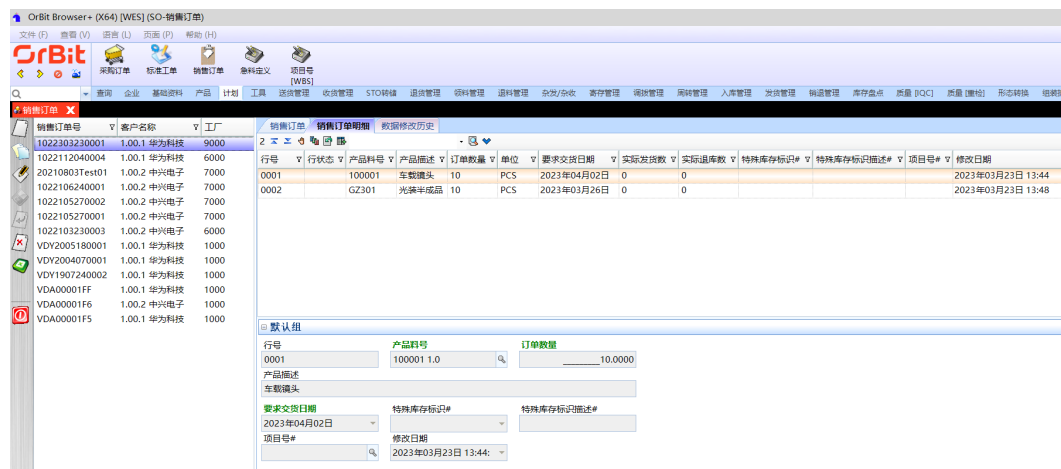 OrBit Browser+ (X64) [WES] (SO-销售订单)
文件 (F) 查看 (V) 语言 (L) 页面 (P) 帮助 (H)
OrBit
采购订单 标准工单 销售订单 急料定义 项目号 [WBS]
查询 企业 基础资料 产品 计划 工具 送货管理 收货管理 STO转储 退货管理 领料管理 退料管理 杂发/杂收 寄存管理 调拨管理 周转管理 入库管理 发货管理 销退管理 库存盘点 质量 [IQC] 质量 [重检] 形态转换 组装拆
销售订单 X
销售订单号 客户名称 工厂
1022303230001 1.00.1 华为科技 9000
1022112040004 1.00.1 华为科技 6000
20210803Test01 1.00.2 中兴电子 7000
1022106240001 1.00.1 华为科技 7000
1022105270002 1.00.2 中兴电子 7000
1022105270001 1.00.2 中兴电子 7000
1022103230003 1.00.2 中兴电子 6000
VDY2005180001 1.00.1 华为科技 1000
VDY2004070001 1.00.1 华为科技 1000
VDY1907240002 1.00.1 华为科技 1000
VDA00001FF 1.00.1 华为科技 1000
VDA00001F6 1.00.2 中兴电子 1000
VDA00001F5 1.00.1 华为科技 1000
销售订单 销售订单明细 数据修改历史
2
行号 行状态 产品料号 产品描述 订单数量 单位 要求交货日期 实际发货数 实际退库数 特殊库存标识# 特殊库存标识描述# 项目号# 修改日期
0001 100001 车载镜头 10 PCS 2023年04月02日 0 0 2023年03月23日 13:44
0002 GZ301 光装半成品 10 PCS 2023年03月26日 0 0 2023年03月23日 13:48
默认组
行号 产品料号 订单数量
0001 100001 1.0 ________10.0000
产品描述
车载镜头
要求交货日期 特殊库存标识# 特殊库存标识描述#
2023年04月02日
项目号# 修改日期
2023年03月23日 13:44: